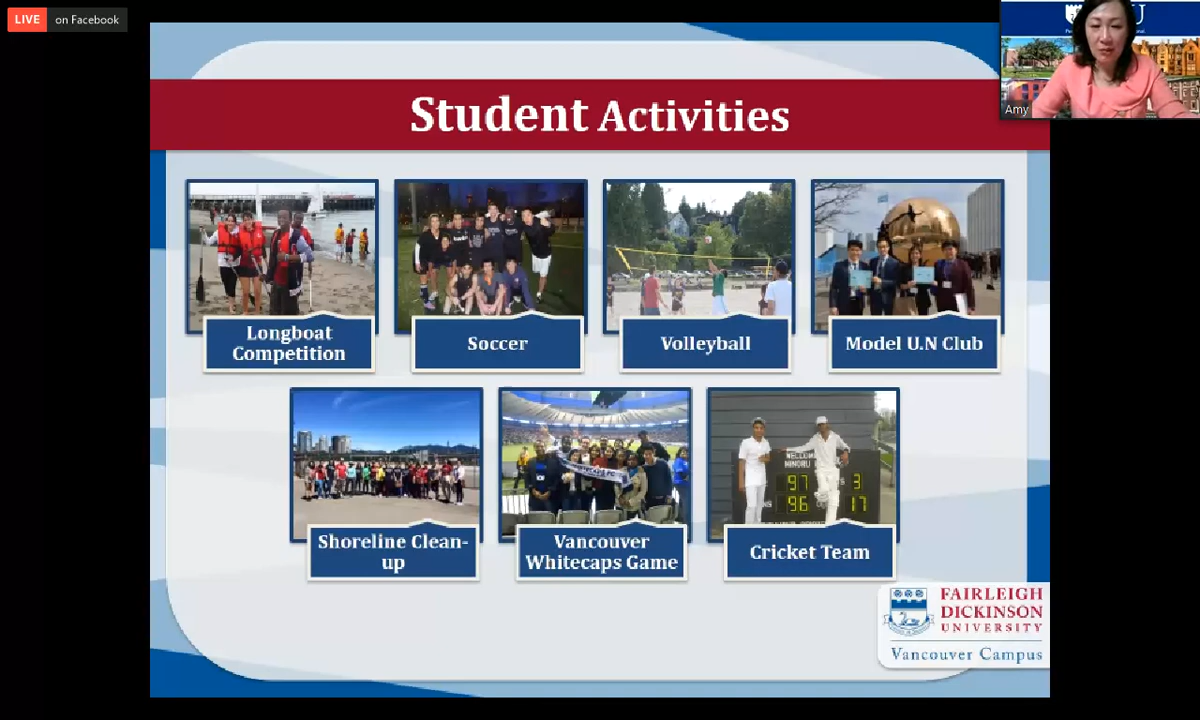 LIVE on Facebook
Amy
Student Activities
Longboat
Competition
Soccer
Volleyball
Model U.N Club
Shoreline Clean-
up
Vancouver
Whitecaps Game
Cricket Team
97 3
96 17
FAIRLEIGH
DICKINSON
UNIVERSITY
Vancouver Campus